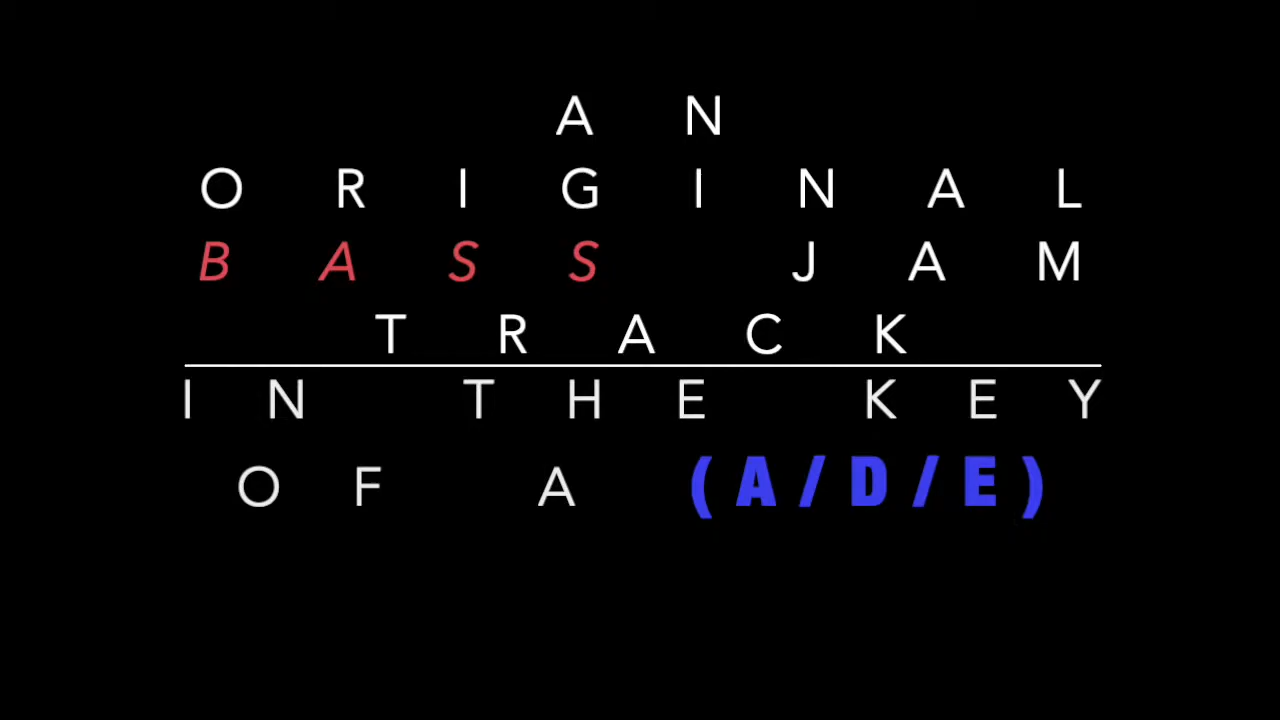 AN
ORIGINAL
BASS JAM
TRACK
IN THE KEY
OF A (A/D/E)